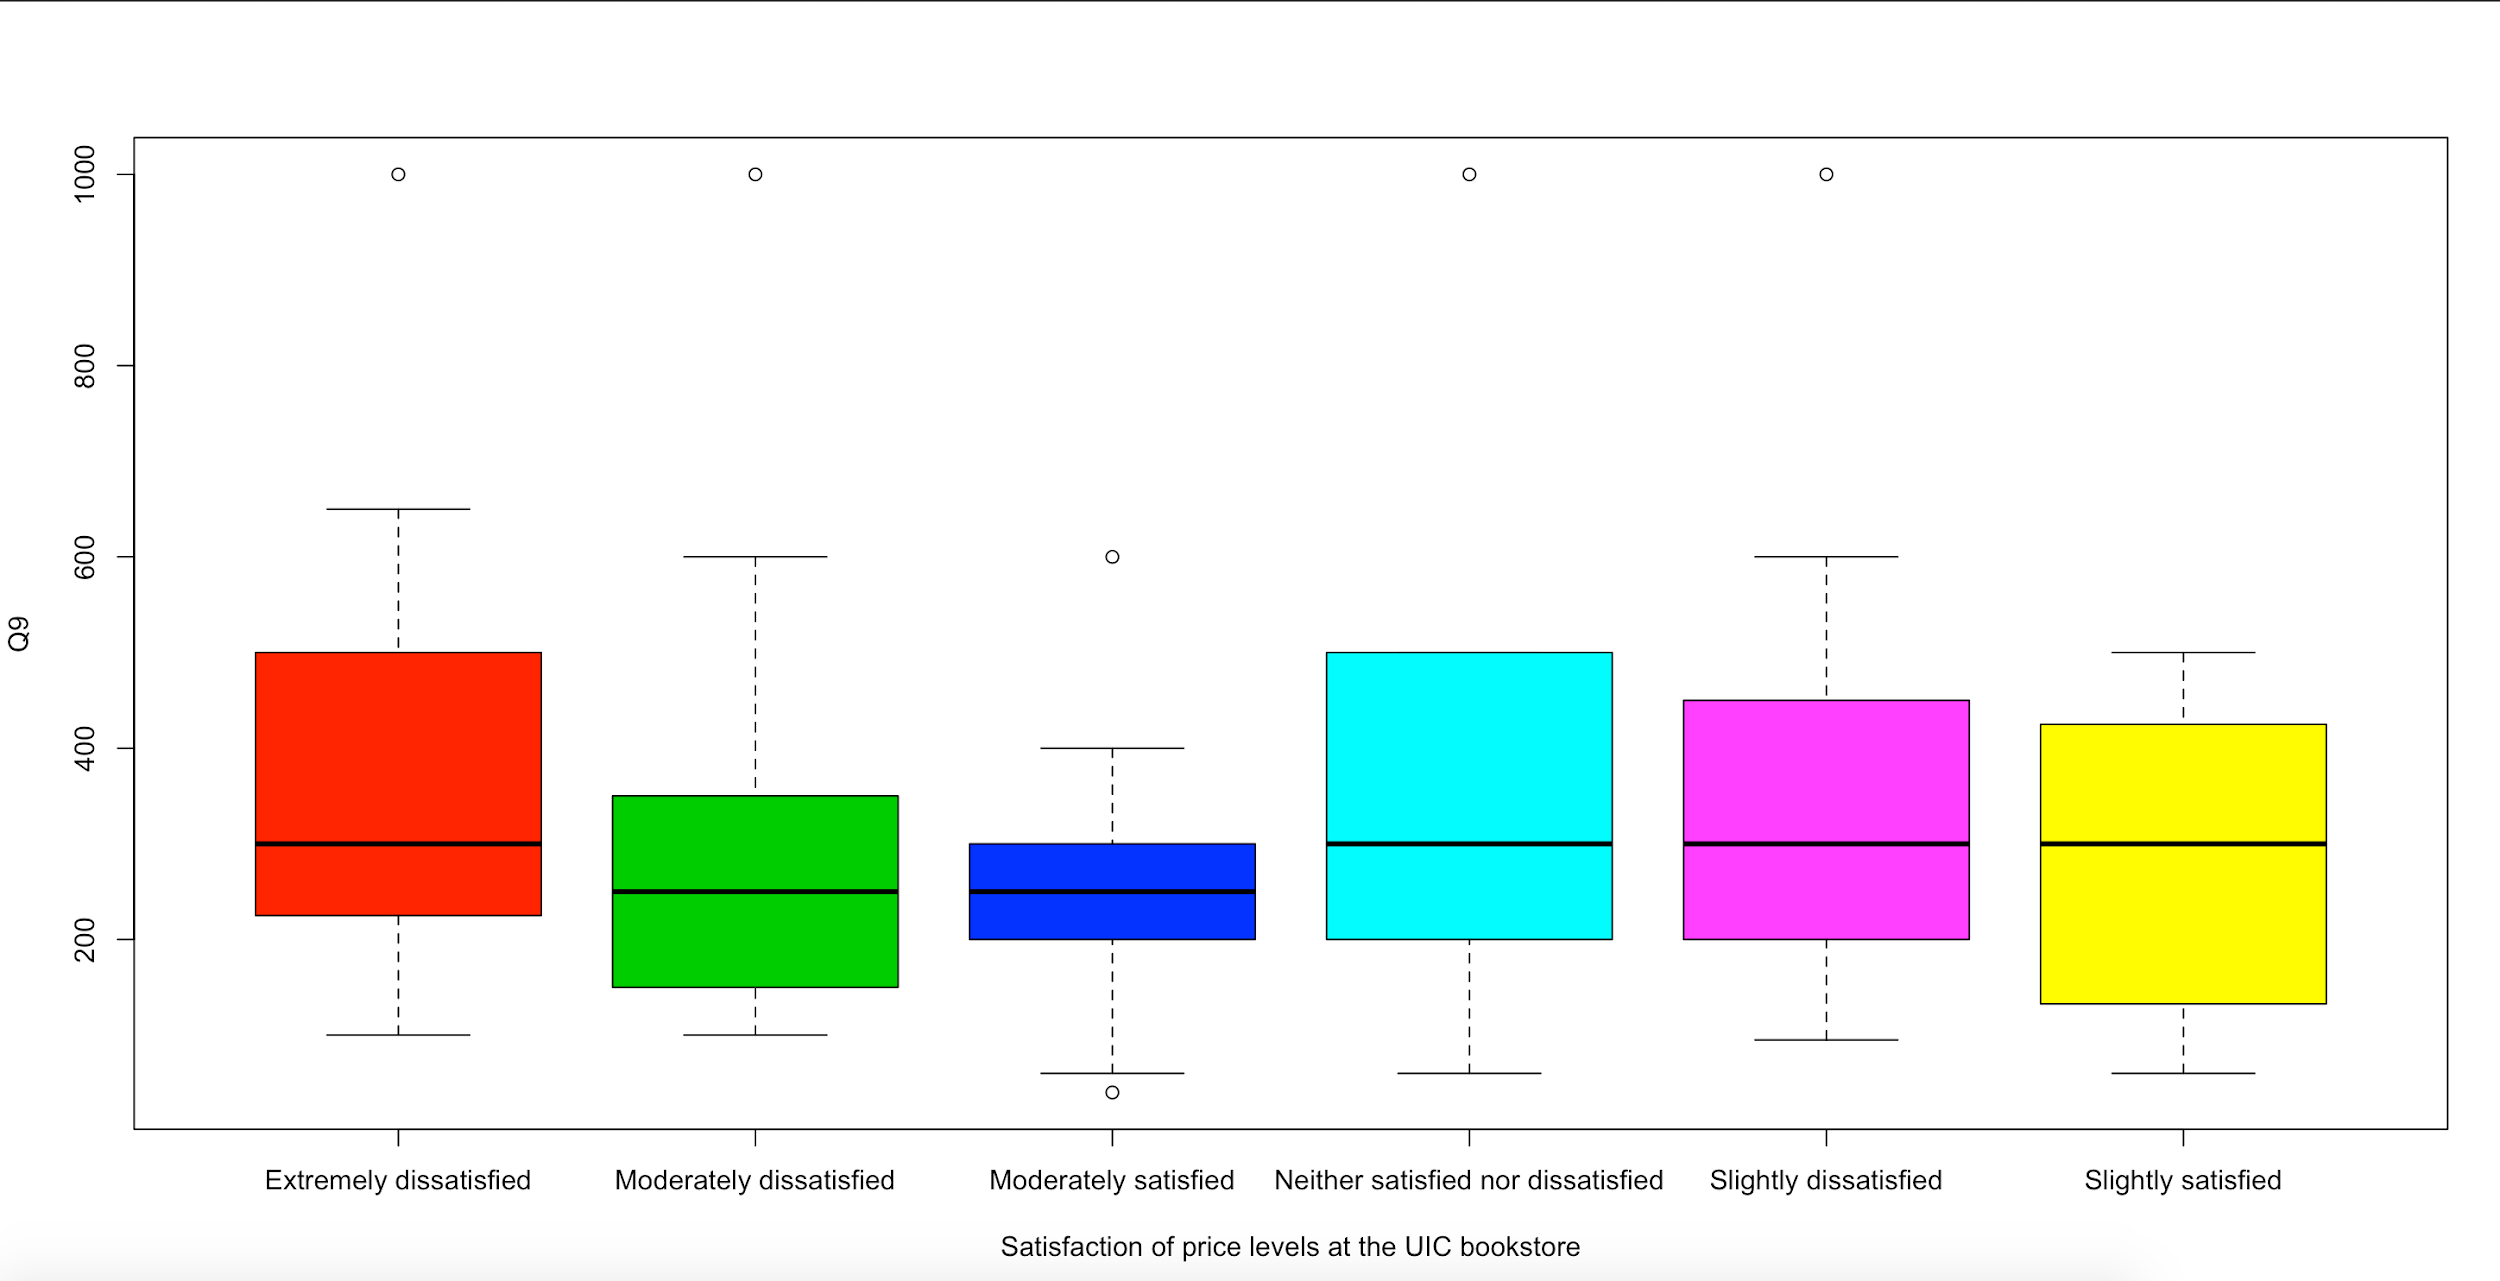 1000
800
600
400
200
Q9
Extremely dissatisfied
Moderately dissatisfied
Moderately satisfied
Neither satisfied nor dissatisfied
Slightly dissatisfied
Slightly satisfied
Satisfaction of price levels at the UIC bookstore